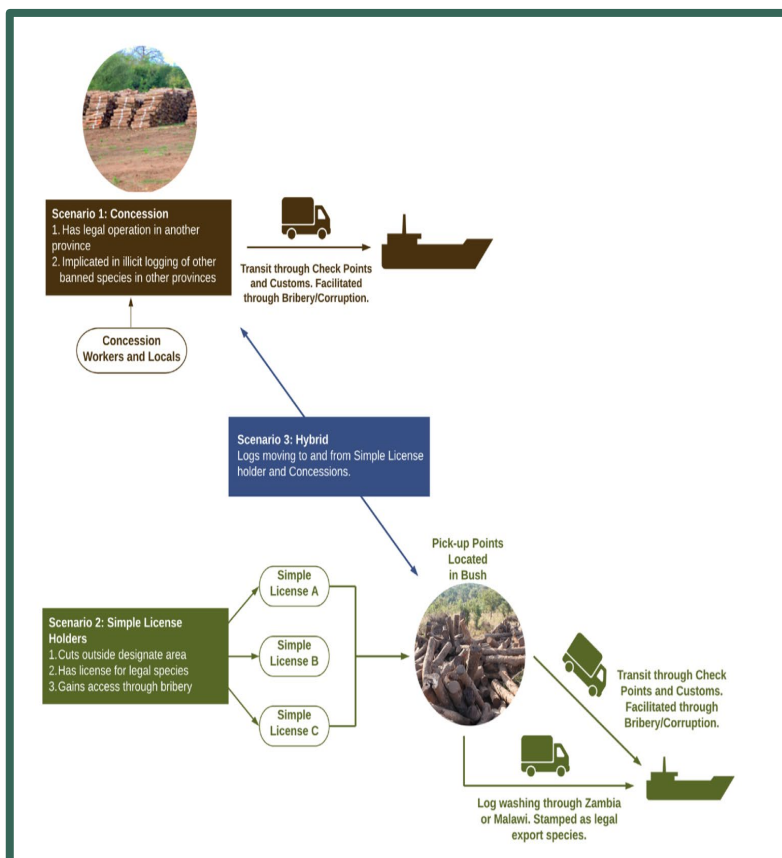 Scenario 1: Concession
1. Has legal operation in another
province
2. Implicated in illicit logging of other
banned species in other provinces
Transit through Check Points
and Customs. Facilitated
through Bribery/Corruption.
Concession
Workers and Locals
Scenario 3: Hybrid
Logs moving to and from Simple License
holder and Concessions.
Pick-up Points
Located
in Bush
Simple
License A
Scenario 2: Simple License
Holders
1.Cuts outside designate area
2.Has license for legal species
3.Gains access through bribery
Simple
License B
Simple
License C
Transit through Check
Points and Customs.
Facilitated through
Bribery/Corruption.
Log washing through Zambia
or Malawi. Stamped as legal
export species.